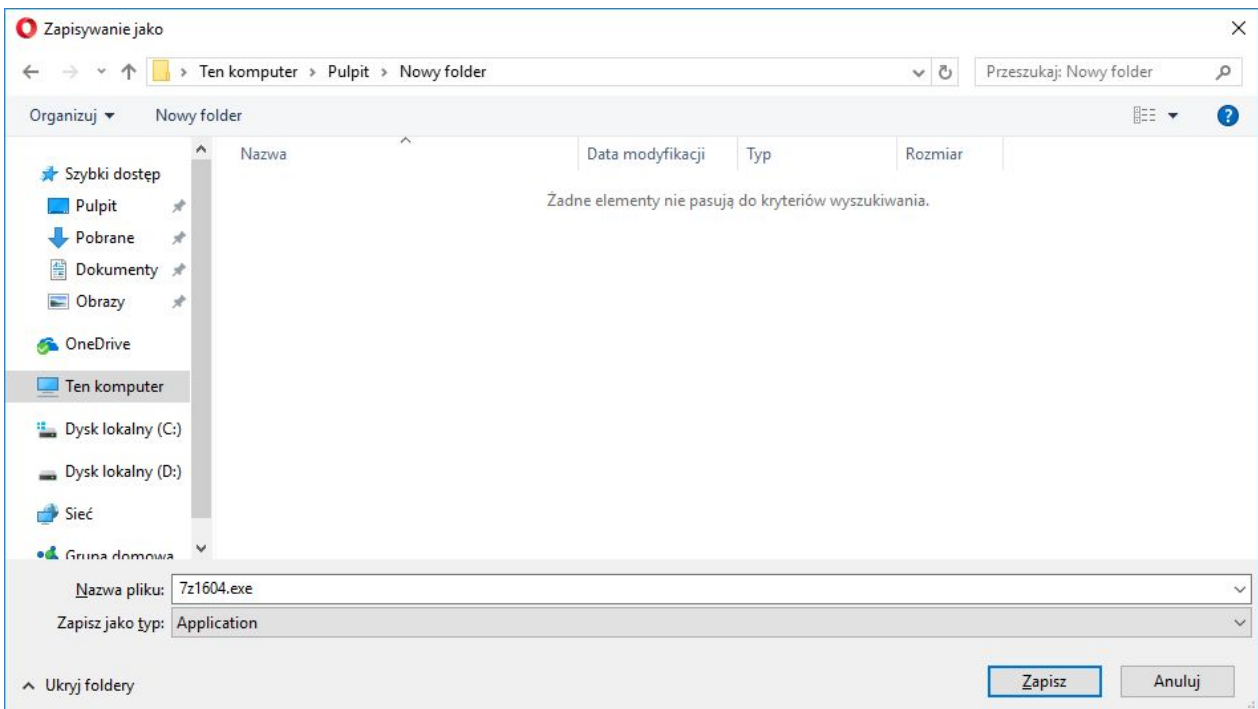 Zapisywanie jako
Ten komputer > Pulpit > Nowy folder
Przeszukaj: Nowy folder
Organizuj
Nowy folder
Nazwa
Data modyfikacji
Typ
Rozmiar
Żadne elementy nie pasują do kryteriów wyszukiwania.
Szybki dostęp
Pulpit
Pobrane
Dokumenty
Obrazy
OneDrive
Ten komputer
Dysk lokalny (C:)
Dysk lokalny (D:)
Sieć
Grupa domowa
Nazwa pliku: 7z1604.exe
Zapisz jako typ: Application
Ukryj foldery
Zapisz
Anuluj